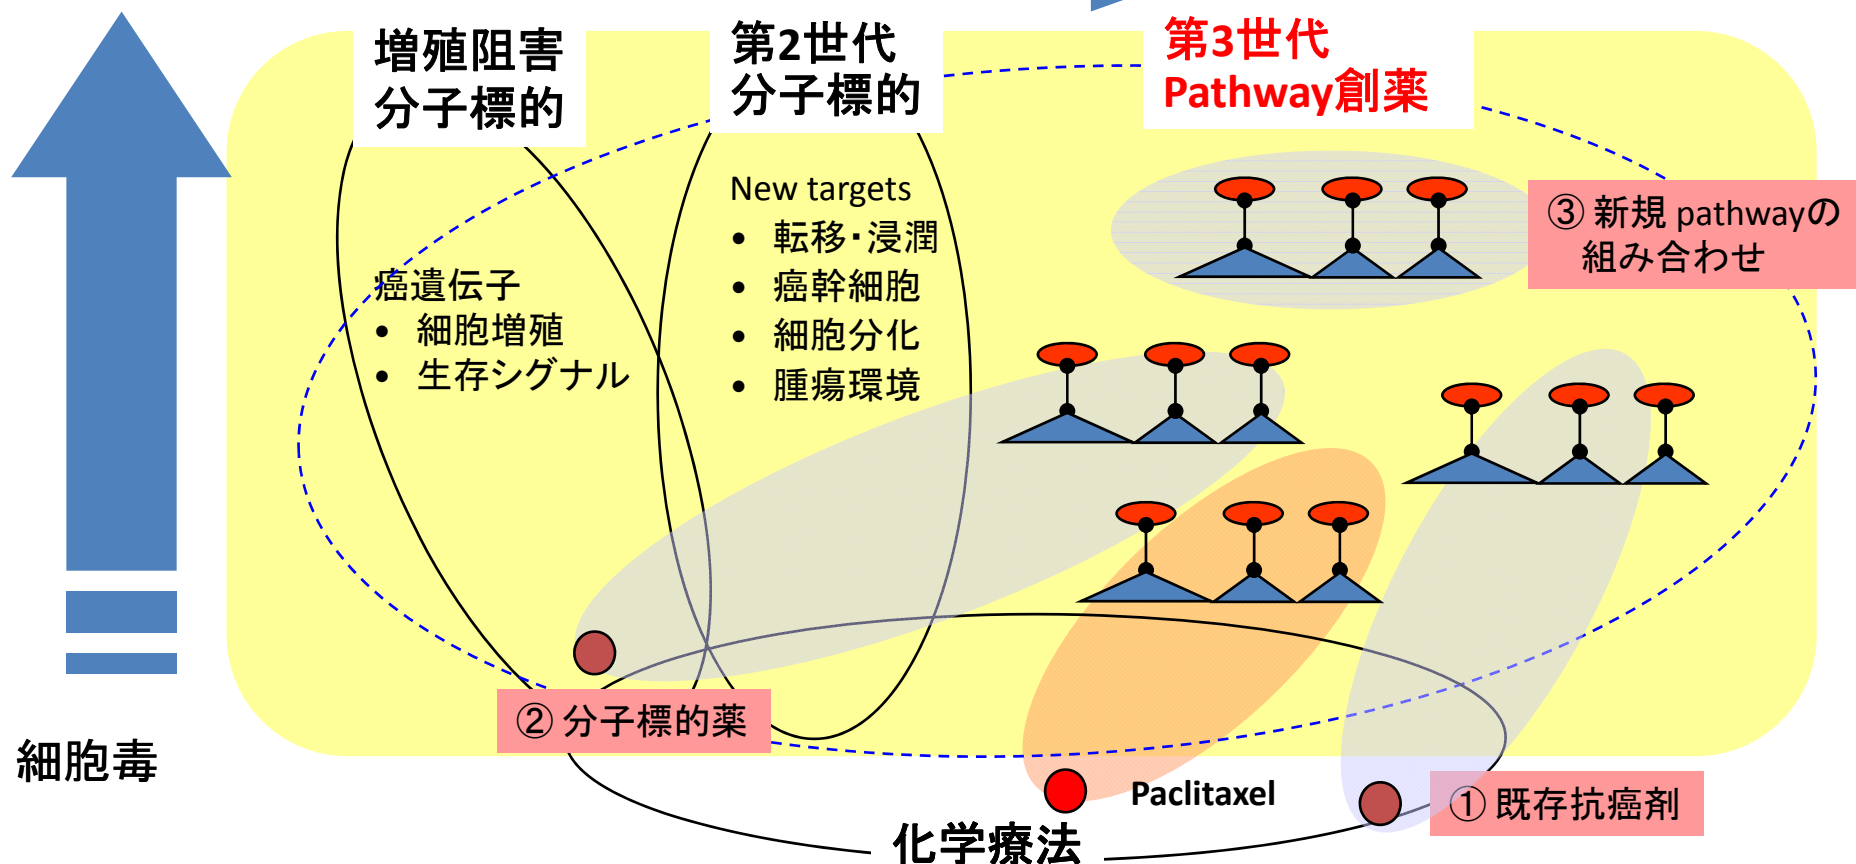 増殖阻害
分子標的
第2世代
分子標的
第3世代
Pathway創薬
癌遺伝子
• 細胞増殖
• 生存シグナル
New targets
• 転移・浸潤
• 癌幹細胞
• 細胞分化
• 腫瘍環境
③ 新規 pathwayの
組み合わせ
② 分子標的薬
細胞毒
Paclitaxel
① 既存抗癌剤
化学療法